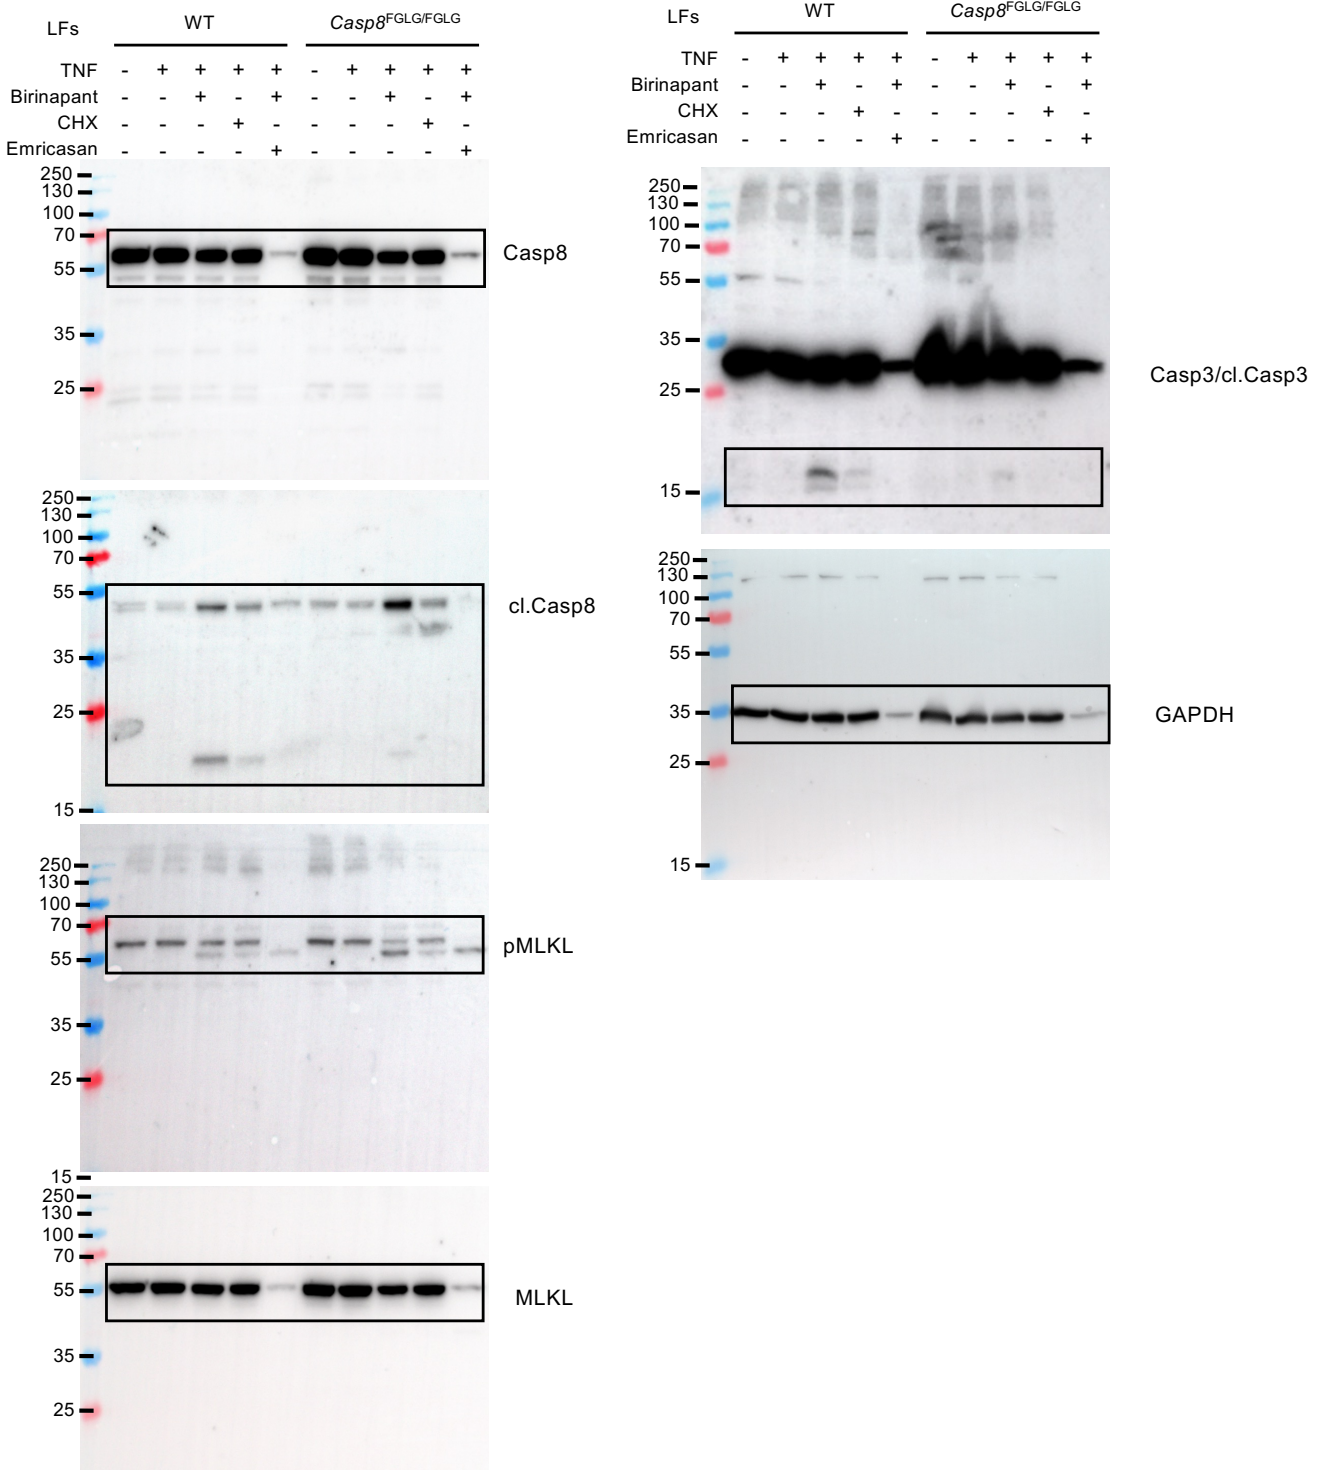 LFs WT Casp8FGLG/FGLG
TNF - + + + + - + + + +
Birinapant - - + - + - - + - +
CHX - - - + - - - - + -
Emricasan - - - - + - - - - +
250
130
100
70
55
35
25
Casp8
250
130
100
70
55
35
25
15
cl.Casp8
250
130
100
70
55
35
25
15
pMLKL
250
130
100
70
55
35
25
MLKL
LFs WT Casp8FGLG/FGLG
TNF - + + + + - + + + +
Birinapant - - + - + - - + - +
CHX - - - + - - - - + -
Emricasan - - - - + - - - - +
250
130
100
70
55
35
25
15
Casp3/cl.Casp3
250
130
100
70
55
35
25
15
GAPDH